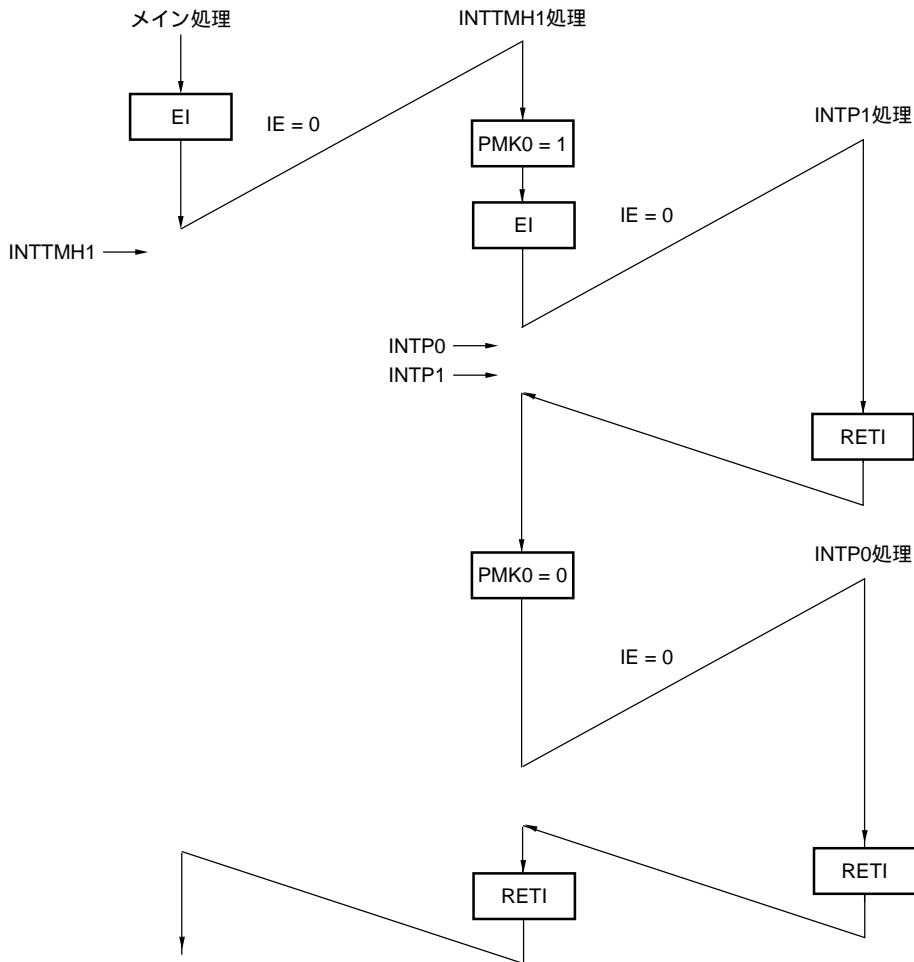 メイン処理
INTTMH1処理
EI
IE = 0
INTP1処理
PMK0 = 1
EI
IE = 0
INTTMH1
INTP0
INTP1
RETI
INTP0処理
PMK0 = 0
IE = 0
RETI
RETI